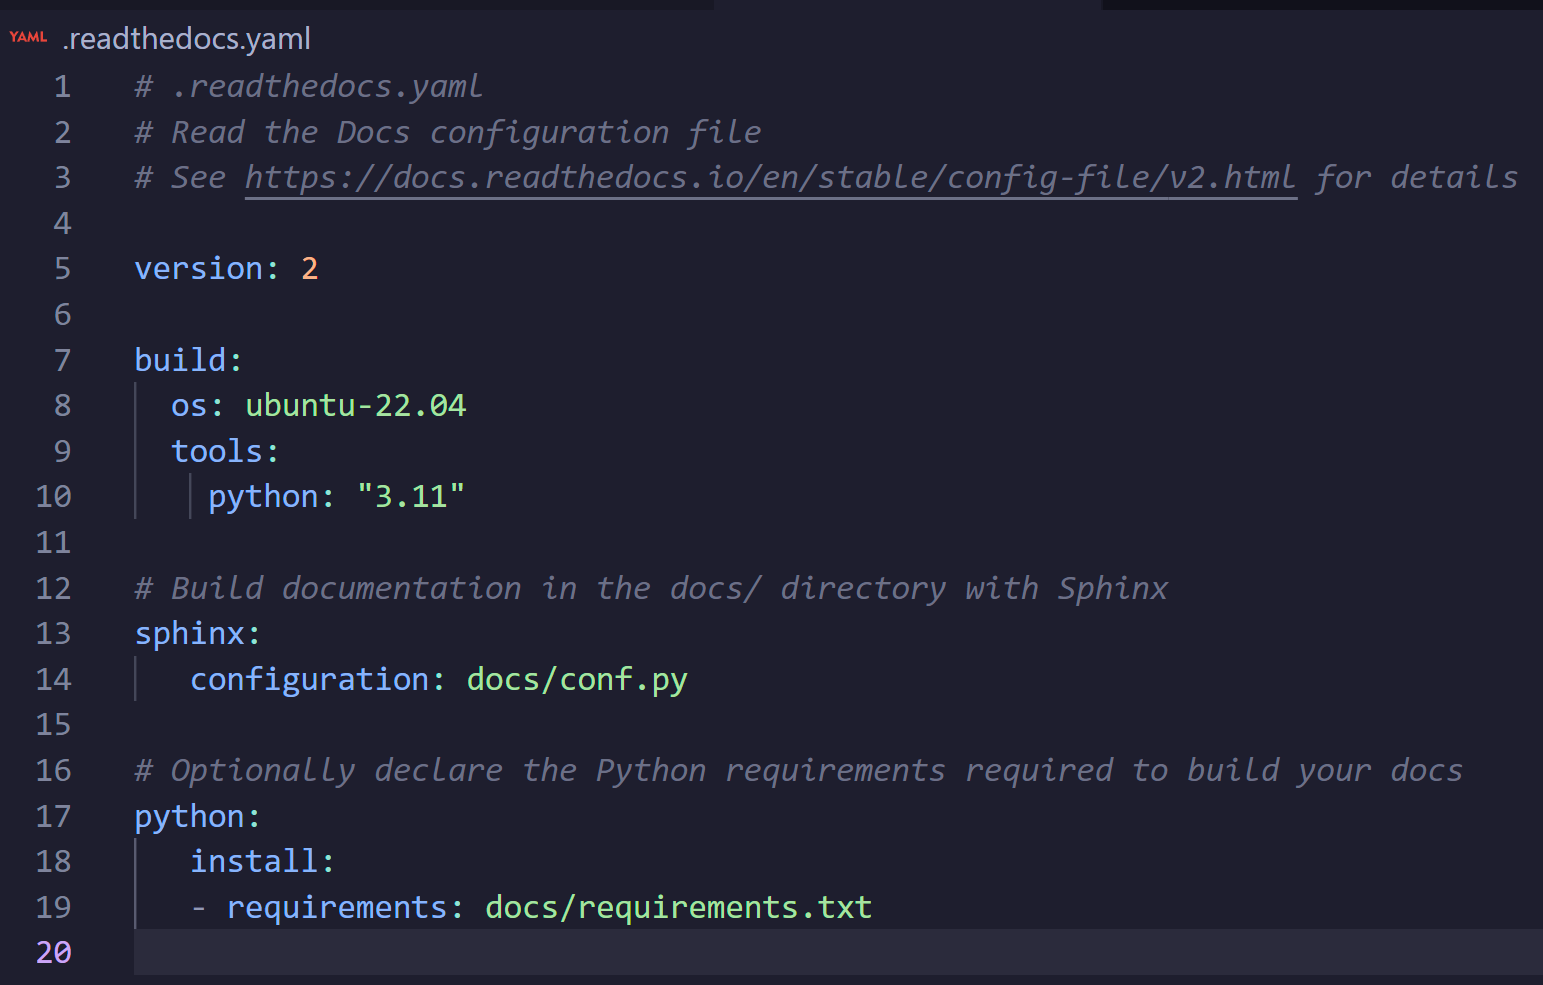 YAML .readthedocs.yaml
1 # .readthedocs.yaml
2 # Read the Docs configuration file
3 # See https://docs.readthedocs.io/en/stable/config-file/v2.html for details
4
5 version: 2
6
7 build:
8   os: ubuntu-22.04
9   tools:
10     python: "3.11"
11
12 # Build documentation in the docs/ directory with Sphinx
13 sphinx:
14    configuration: docs/conf.py
15
16 # Optionally declare the Python requirements required to build your docs
17 python:
18    install:
19    - requirements: docs/requirements.txt
20